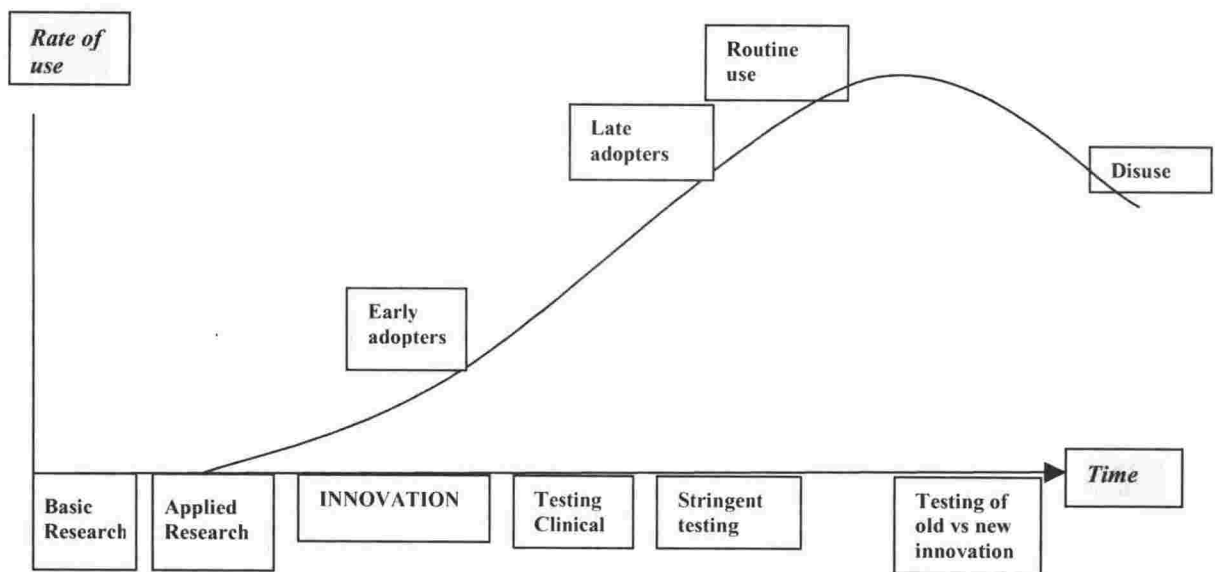 Rate of
use
Routine
use
Late
adopters
Disuse
Early
adopters
Time
Basic
Research
Applied
Research
INNOVATION
Testing
Clinical
Stringent
testing
Testing of
old vs new
innovation